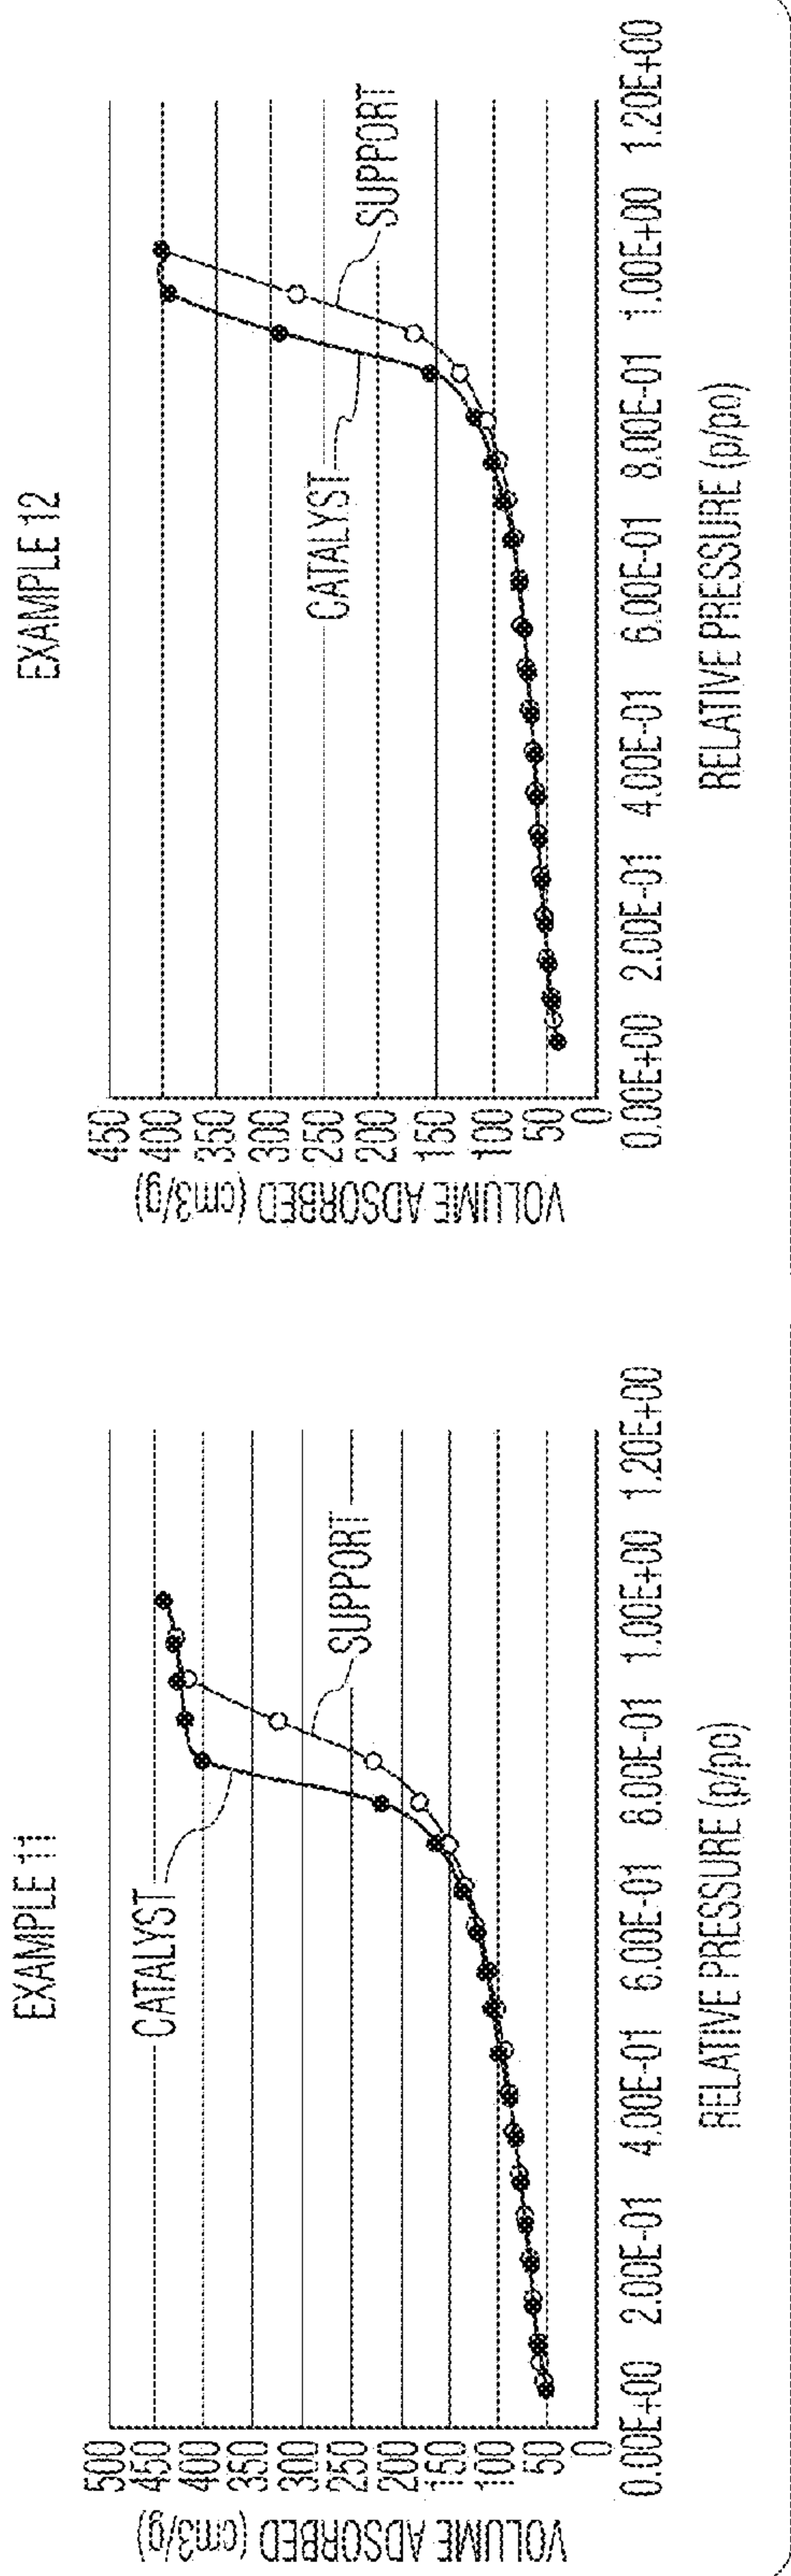 EXAMPLE 11
VOLUME ADSORBED (cm3/g)
500
450
400
350
300
250
200
150
100
50
0
CATALYST
SUPPORT
0.00E+00 2.00E-01 4.00E-01 6.00E-01 8.00E-01 1.00E+00 1.20E+00
RELATIVE PRESSURE (p/po)
EXAMPLE 12
VOLUME ADSORBED (cm3/g)
450
400
350
300
250
200
150
100
50
0
CATALYST
SUPPORT
0.00E+00 2.00E-01 4.00E-01 6.00E-01 8.00E-01 1.00E+00 1.20E+00
RELATIVE PRESSURE (p/po)